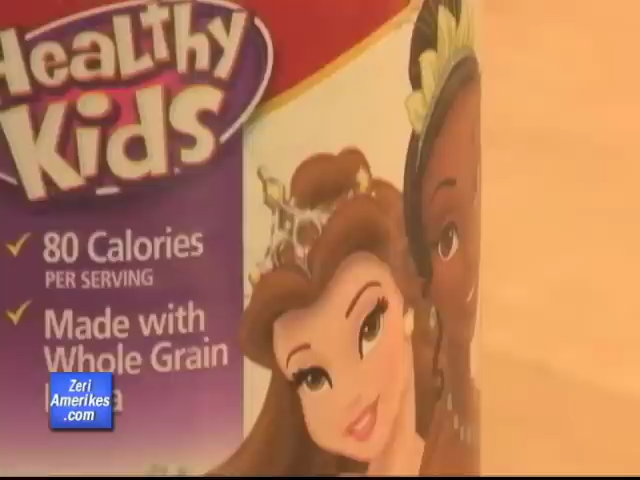 Healthy
Kids
80 Calories
PER SERVING
Made with
Whole Grain
Zeri
Amerikes
.com